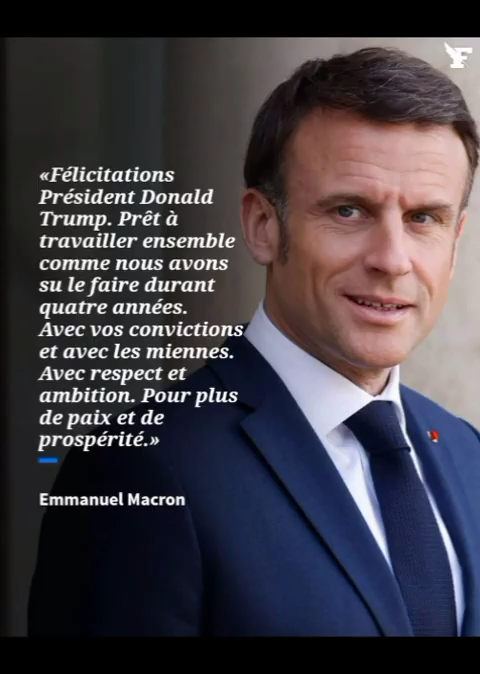 F
«Félicitations
Président Donald
Trump. Prêt à
travailler ensemble
comme nous avons
su le faire durant
quatre années.
Avec vos convictions
et avec les miennes.
Avec respect et
ambition. Pour plus
de paix et de
prospérité.»
Emmanuel Macron